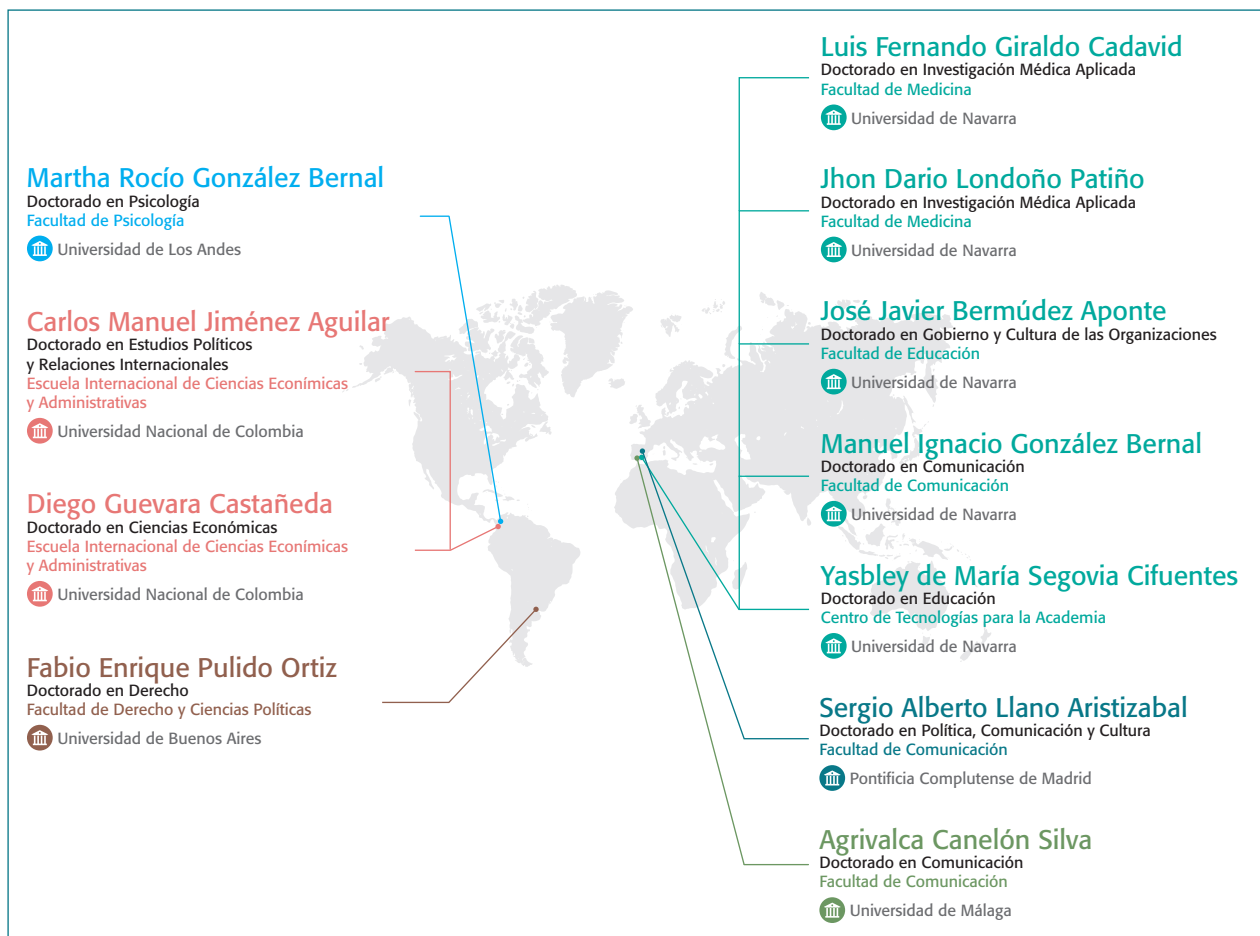 Martha Rocío González Bernal
Doctorado en Psicología
Facultad de Psicología
Universidad de Los Andes
Carlos Manuel Jiménez Aguilar
Doctorado en Estudios Políticos
y Relaciones Internacionales
Escuela Internacional de Ciencias Económicas
y Administrativas
Universidad Nacional de Colombia
Diego Guevara Castañeda
Doctorado en Ciencias Económicas
Escuela Internacional de Ciencias Económicas
y Administrativas
Universidad Nacional de Colombia
Fabio Enrique Pulido Ortiz
Doctorado en Derecho
Facultad de Derecho y Ciencias Políticas
Universidad de Buenos Aires
Luis Fernando Giraldo Cadavid
Doctorado en Investigación Médica Aplicada
Facultad de Medicina
Universidad de Navarra
Jhon Dario Londoño Patiño
Doctorado en Investigación Médica Aplicada
Facultad de Medicina
Universidad de Navarra
José Javier Bermúdez Aponte
Doctorado en Gobierno y Cultura de las Organizaciones
Facultad de Educación
Universidad de Navarra
Manuel Ignacio González Bernal
Doctorado en Comunicación
Facultad de Comunicación
Universidad de Navarra
Yasbley de María Segovia Cifuentes
Doctorado en Educación
Centro de Tecnologías para la Academia
Universidad de Navarra
Sergio Alberto Llano Aristizabal
Doctorado en Política, Comunicación y Cultura
Facultad de Comunicación
Pontificia Complutense de Madrid
Agrivalca Canelón Silva
Doctorado en Comunicación
Facultad de Comunicación
Universidad de Málaga